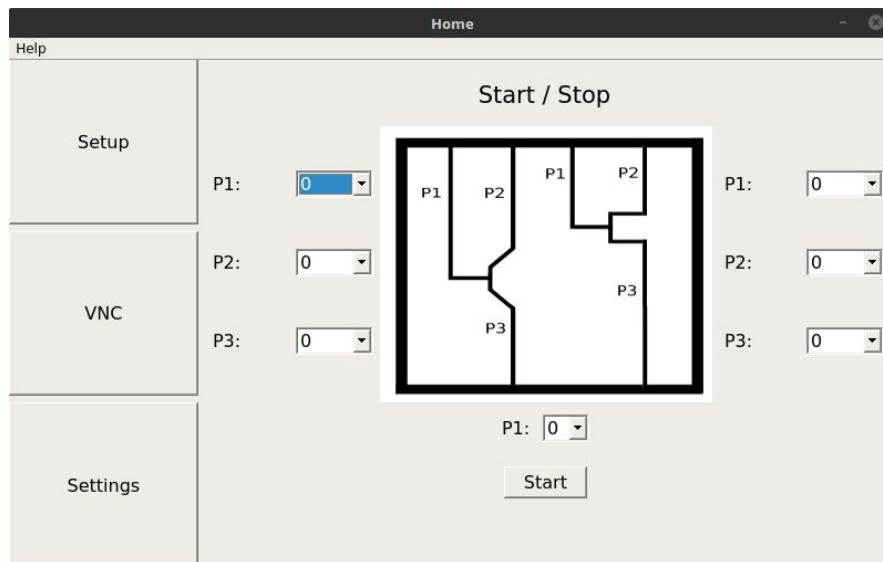 Home
Help
Setup
VNC
Settings
Start / Stop
P1: 0
P2: 0
P3: 0
P1 P2 P1 P2
P3 P3
P1: 0
P2: 0
P3: 0
P1: 0
Start